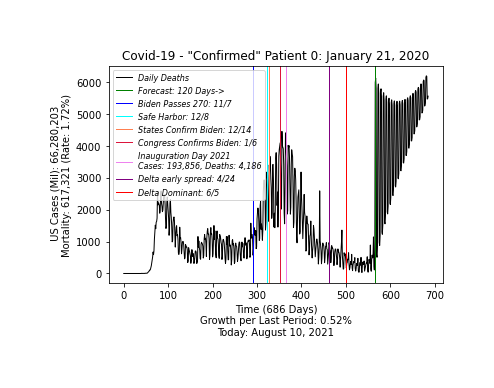 Covid-19 - "Confirmed" Patient 0: January 21, 2020
US Cases (Mil): 66,280,203
Mortality: 617,321 (Rate: 1.72%)
6000
5000
4000
3000
2000
1000
0
Daily Deaths
Forecast: 120 Days->
Biden Passes 270: 11/7
Safe Harbor: 12/8
States Confirm Biden: 12/14
Congress Confirms Biden: 1/6
Inauguration Day 2021
Cases: 193,856, Deaths: 4,186
Delta early spread: 4/24
Delta Dominant: 6/5
0 100 200 300 400 500 600 700
Time (686 Days)
Growth per Last Period: 0.52%
Today: August 10, 2021